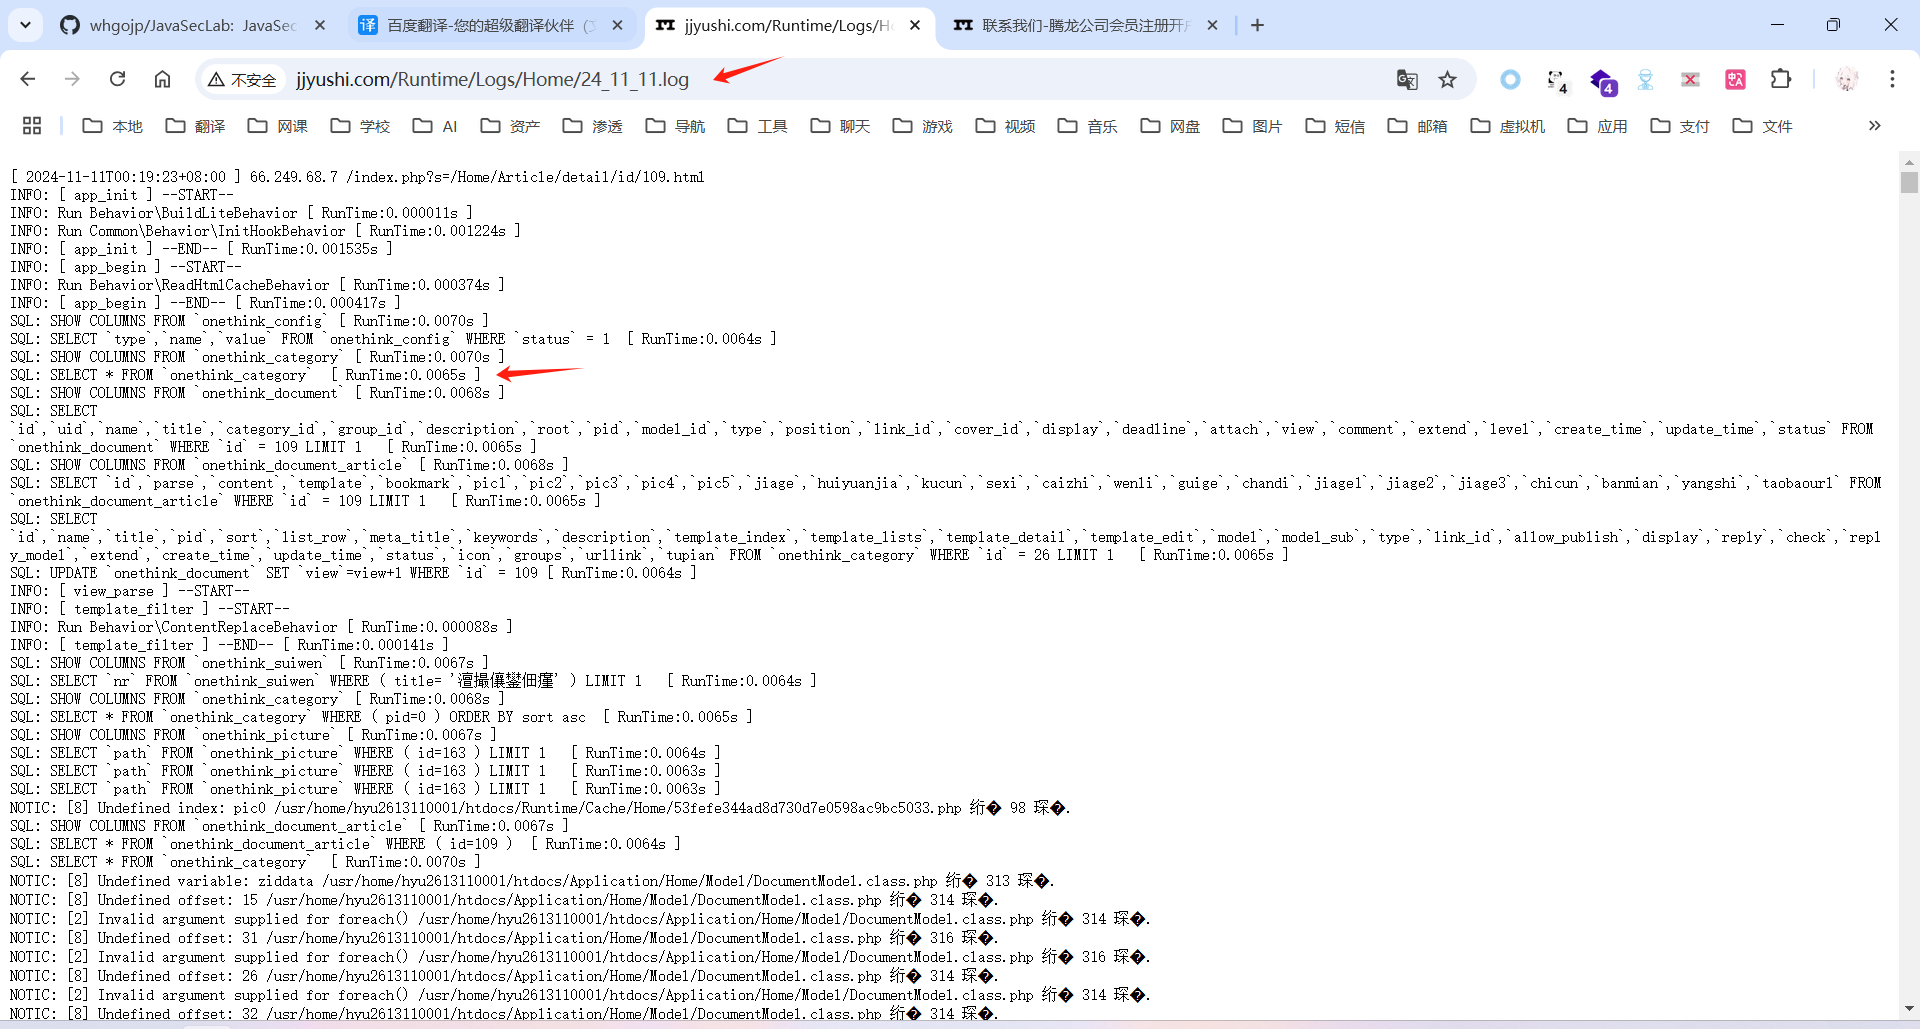 whgojp/JavaSecLab: JavaSec
百度翻译-您的超级翻译伙伴（文
jjyushi.com/Runtime/Logs/Ho
联系我们-腾龙公司会员注册开户
不安全
jjyushi.com/Runtime/Logs/Home/24_11_11.log
4
4
本地
翻译
网课
学校
AI
资产
渗透
导航
工具
聊天
游戏
视频
音乐
网盘
图片
短信
邮箱
虚拟机
应用
支付
文件
[ 2024-11-11T00:19:23+08:00 ] 66.249.68.7 /index.php?s=/Home/Article/detail/id/109.html
INFO: [ app_init ] --START--
INFO: Run Behavior\BuildLiteBehavior [ RunTime:0.000011s ]
INFO: Run Common\Behavior\InitHookBehavior [ RunTime:0.001224s ]
INFO: [ app_init ] --END-- [ RunTime:0.001535s ]
INFO: [ app_begin ] --START--
INFO: Run Behavior\ReadHtmlCacheBehavior [ RunTime:0.000374s ]
INFO: [ app_begin ] --END-- [ RunTime:0.000417s ]
SQL: SHOW COLUMNS FROM `onethink_config` [ RunTime:0.0070s ]
SQL: SELECT `type`,`name`,`value` FROM `onethink_config` WHERE `status` = 1  [ RunTime:0.0064s ]
SQL: SHOW COLUMNS FROM `onethink_category` [ RunTime:0.0070s ]
SQL: SELECT * FROM `onethink_category`  [ RunTime:0.0065s ]
SQL: SHOW COLUMNS FROM `onethink_document` [ RunTime:0.0068s ]
SQL: SELECT
`id`,`uid`,`name`,`title`,`category_id`,`group_id`,`description`,`root`,`pid`,`model_id`,`type`,`position`,`link_id`,`cover_id`,`display`,`deadline`,`attach`,`view`,`comment`,`extend`,`level`,`create_time`,`update_time`,`status` FROM
`onethink_document` WHERE `id` = 109 LIMIT 1   [ RunTime:0.0065s ]
SQL: SHOW COLUMNS FROM `onethink_document_article` [ RunTime:0.0068s ]
SQL: SELECT `id`,`parse`,`content`,`template`,`bookmark`,`pic1`,`pic2`,`pic3`,`pic4`,`pic5`,`jiage`,`huiyuanjia`,`kucun`,`sexi`,`caizhi`,`wenli`,`guige`,`chandi`,`jiage1`,`jiage2`,`jiage3`,`chicun`,`banmian`,`yangshi`,`taobaourl` FROM
`onethink_document_article` WHERE `id` = 109 LIMIT 1   [ RunTime:0.0065s ]
SQL: SELECT
`id`,`name`,`title`,`pid`,`sort`,`list_row`,`meta_title`,`keywords`,`description`,`template_index`,`template_lists`,`template_detail`,`template_edit`,`model`,`model_sub`,`type`,`link_id`,`allow_publish`,`display`,`reply`,`check`,`repl
y_model`,`extend`,`create_time`,`update_time`,`status`,`icon`,`groups`,`urllink`,`tupian` FROM `onethink_category` WHERE `id` = 26 LIMIT 1   [ RunTime:0.0065s ]
SQL: UPDATE `onethink_document` SET `view`=view+1 WHERE `id` = 109 [ RunTime:0.0064s ]
INFO: [ view_parse ] --START--
INFO: [ template_filter ] --START--
INFO: Run Behavior\ContentReplaceBehavior [ RunTime:0.000088s ]
INFO: [ template_filter ] --END-- [ RunTime:0.000141s ]
SQL: SHOW COLUMNS FROM `onethink_suiwen` [ RunTime:0.0067s ]
SQL: SELECT `nr` FROM `onethink_suiwen` WHERE ( title= ' ' ) LIMIT 1   [ RunTime:0.0064s ]
SQL: SHOW COLUMNS FROM `onethink_category` [ RunTime:0.0068s ]
SQL: SELECT * FROM `onethink_category` WHERE ( pid=0 ) ORDER BY sort asc  [ RunTime:0.0065s ]
SQL: SHOW COLUMNS FROM `onethink_picture` [ RunTime:0.0067s ]
SQL: SELECT `path` FROM `onethink_picture` WHERE ( id=163 ) LIMIT 1   [ RunTime:0.0064s ]
SQL: SELECT `path` FROM `onethink_picture` WHERE ( id=163 ) LIMIT 1   [ RunTime:0.0063s ]
SQL: SELECT `path` FROM `onethink_picture` WHERE ( id=163 ) LIMIT 1   [ RunTime:0.0063s ]
NOTIC: [8] Undefined index: pic0 /usr/home/hyu2613110001/htdocs/Runtime/Cache/Home/53fefe344ad8d730d7e0598ac9bc5033.php 绗� 98 琛�.
SQL: SHOW COLUMNS FROM `onethink_document_article` [ RunTime:0.0067s ]
SQL: SELECT * FROM `onethink_document_article` WHERE ( id=109 )  [ RunTime:0.0064s ]
SQL: SELECT * FROM `onethink_category`  [ RunTime:0.0070s ]
NOTIC: [8] Undefined variable: ziddata /usr/home/hyu2613110001/htdocs/Application/Home/Model/DocumentModel.class.php 绗� 313 琛�.
NOTIC: [8] Undefined offset: 15 /usr/home/hyu2613110001/htdocs/Application/Home/Model/DocumentModel.class.php 绗� 314 琛�.
NOTIC: [2] Invalid argument supplied for foreach() /usr/home/hyu2613110001/htdocs/Application/Home/Model/DocumentModel.class.php 绗� 314 琛�.
NOTIC: [8] Undefined offset: 31 /usr/home/hyu2613110001/htdocs/Application/Home/Model/DocumentModel.class.php 绗� 316 琛�.
NOTIC: [2] Invalid argument supplied for foreach() /usr/home/hyu2613110001/htdocs/Application/Home/Model/DocumentModel.class.php 绗� 316 琛�.
NOTIC: [8] Undefined offset: 26 /usr/home/hyu2613110001/htdocs/Application/Home/Model/DocumentModel.class.php 绗� 314 琛�.
NOTIC: [2] Invalid argument supplied for foreach() /usr/home/hyu2613110001/htdocs/Application/Home/Model/DocumentModel.class.php 绗� 314 琛�.
NOTIC: [8] Undefined offset: 32 /usr/home/hyu2613110001/htdocs/Application/Home/Model/DocumentModel.class.php 绗� 314 琛�.